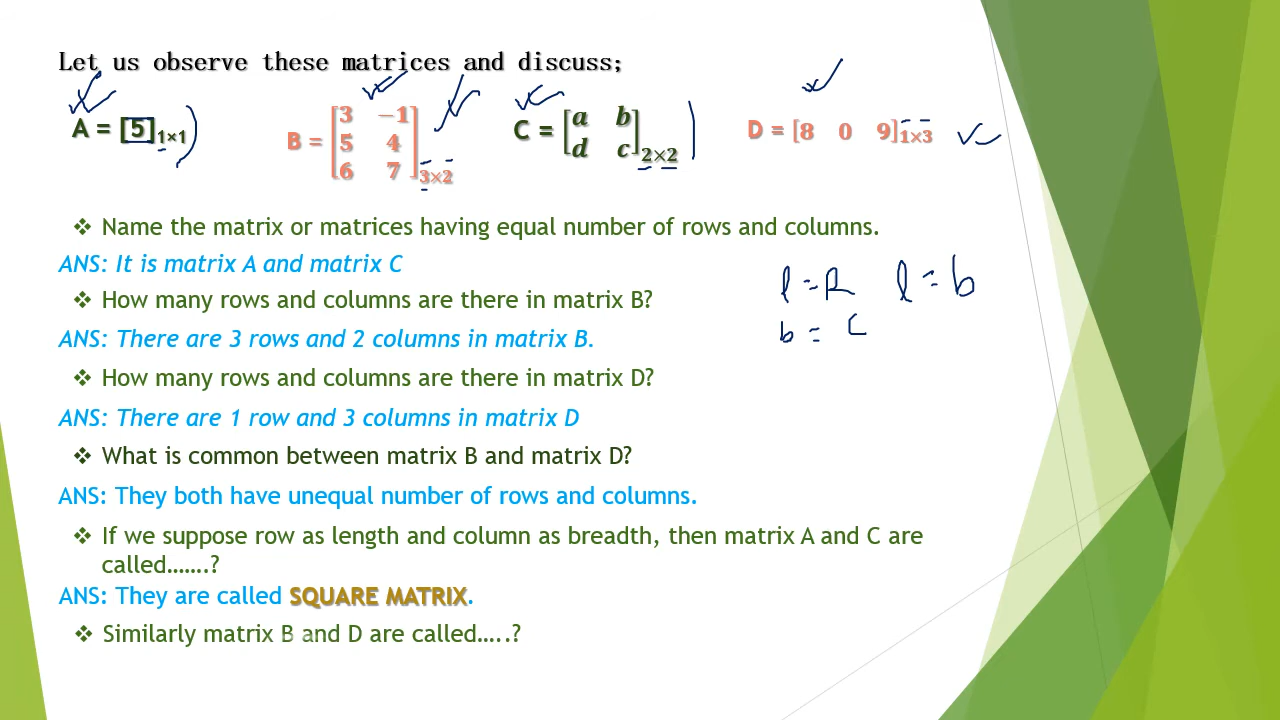 Let us observe these matrices and discuss;
A = [5]1×1
B = [3 −1
5 4
6 7]3×2
C = [a b
d c]2×2
D = [8 0 9]1×3
❖ Name the matrix or matrices having equal number of rows and columns.
ANS: It is matrix A and matrix C
l = R l = b
❖ How many rows and columns are there in matrix B?
b = C
ANS: There are 3 rows and 2 columns in matrix B.
❖ How many rows and columns are there in matrix D?
ANS: There are 1 row and 3 columns in matrix D
❖ What is common between matrix B and matrix D?
ANS: They both have unequal number of rows and columns.
❖ If we suppose row as length and column as breadth, then matrix A and C are
called…….?
ANS: They are called SQUARE MATRIX.
❖ Similarly matrix B and D are called…..?